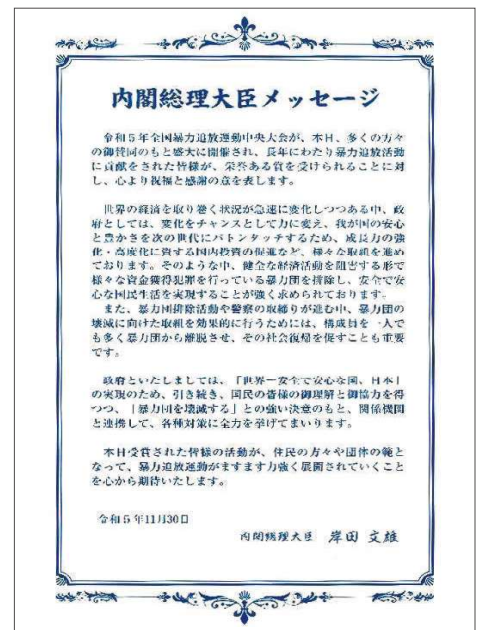 内閣総理大臣メッセージ
令和5年全国暴力追放運動中央大会が、本日、多くの方々
の御賛同のもと盛大に開催され、長年にわたり暴力追放活動
に貢献をされた皆様が、栄誉ある賞を受けられることに対
し、心より祝福と感謝の意を表します。
世界の経済を取り巻く状況が急速に変化しつつある中、政
府としては、変化をチャンスとして力に変え、我が国の安心
と豊かさを次の世代にバトンタッチするため、成長力の強
化・高度化に資する国内投資の促進など、様々な取組を進め
ております。そのような中、健全な経済活動を阻害する形で
様々な資金獲得犯罪を行っている暴力団を排除し、安全で安
心な国民生活を実現することが強く求められております。
また、暴力団排除活動や警察の取締りが進む中、暴力団の
壊滅に向けた取組を効果的に行うためには、構成員を一人で
も多く暴力団から離脱させ、その社会復帰を促すことも重要
です。
政府といたしましては、「世界一安全で安心な国、日本」
の実現のため、引き続き、国民の皆様の御理解と御協力を得
つつ、「暴力団を壊滅する」との強い決意のもと、関係機関
と連携して、各種対策に全力を挙げてまいります。
本日受賞された皆様の活動が、住民の方々や団体の範と
なって、暴力追放運動がますます力強く展開されていくこと
を心から期待いたします。
令和5年11月30日
内閣総理大臣 岸田 文雄